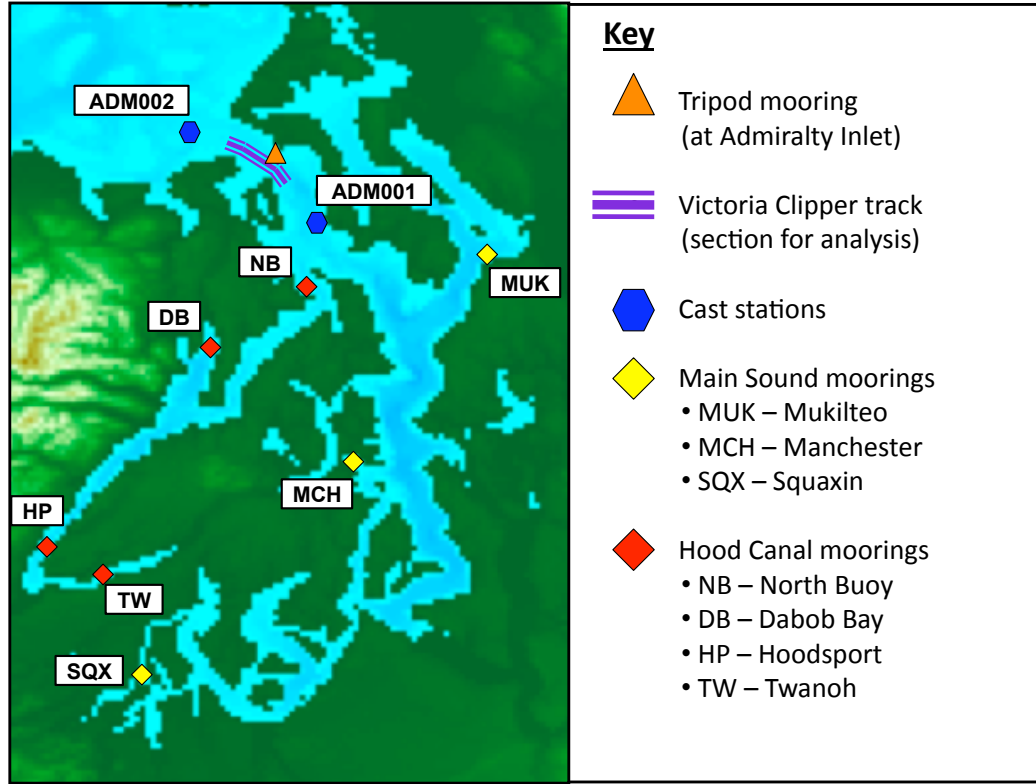 ADM002
ADM001
NB
MUK
DB
MCH
HP
TW
SQX
Key
Tripod mooring
(at Admiralty Inlet)
Victoria Clipper track
(section for analysis)
Cast stations
Main Sound moorings
• MUK – Mukilteo
• MCH – Manchester
• SQX – Squaxin
Hood Canal moorings
• NB – North Buoy
• DB – Dabob Bay
• HP – Hoodsport
• TW – Twanoh